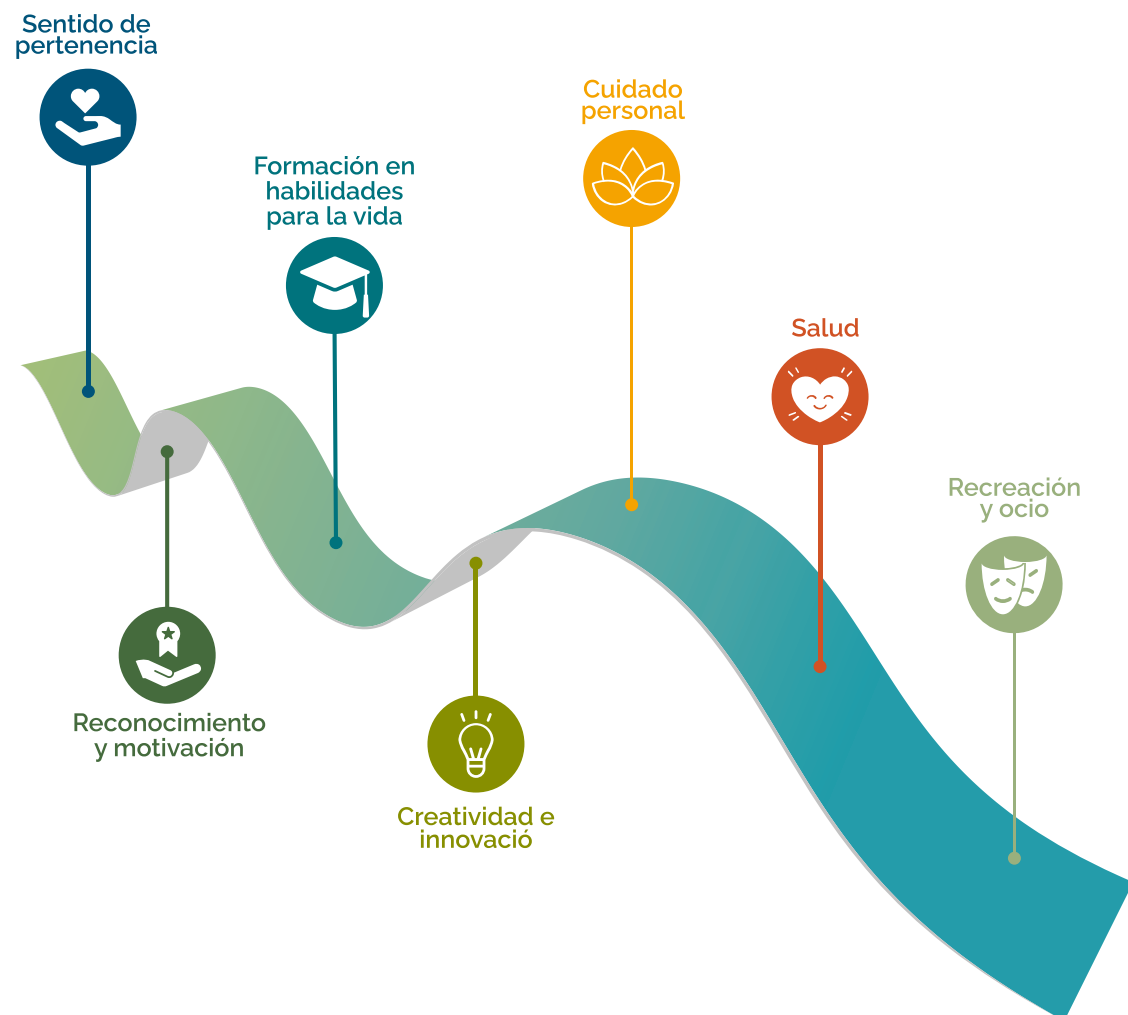 Sentido de
pertenencia
Formación en
habilidades
para la vida
Cuidado
personal
Salud
Recreación
y ocio
Reconocimiento
y motivación
Creatividad e
innovació